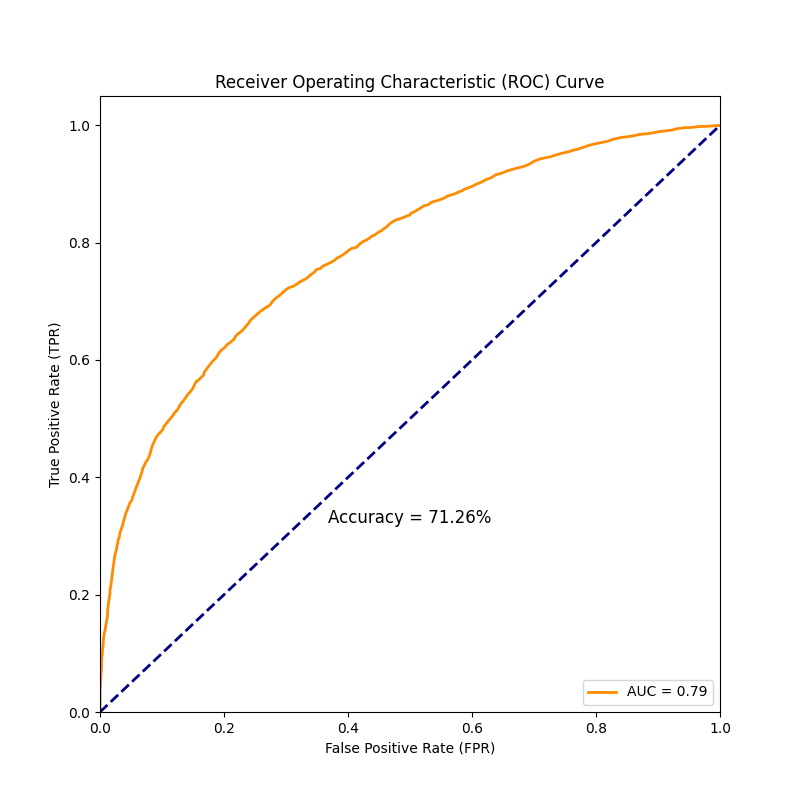 Receiver Operating Characteristic (ROC) Curve
1.0
0.8
0.6
0.4
0.2
0.0
True Positive Rate (TPR)
Accuracy = 71.26%
AUC = 0.79
0.0 0.2 0.4 0.6 0.8 1.0
False Positive Rate (FPR)